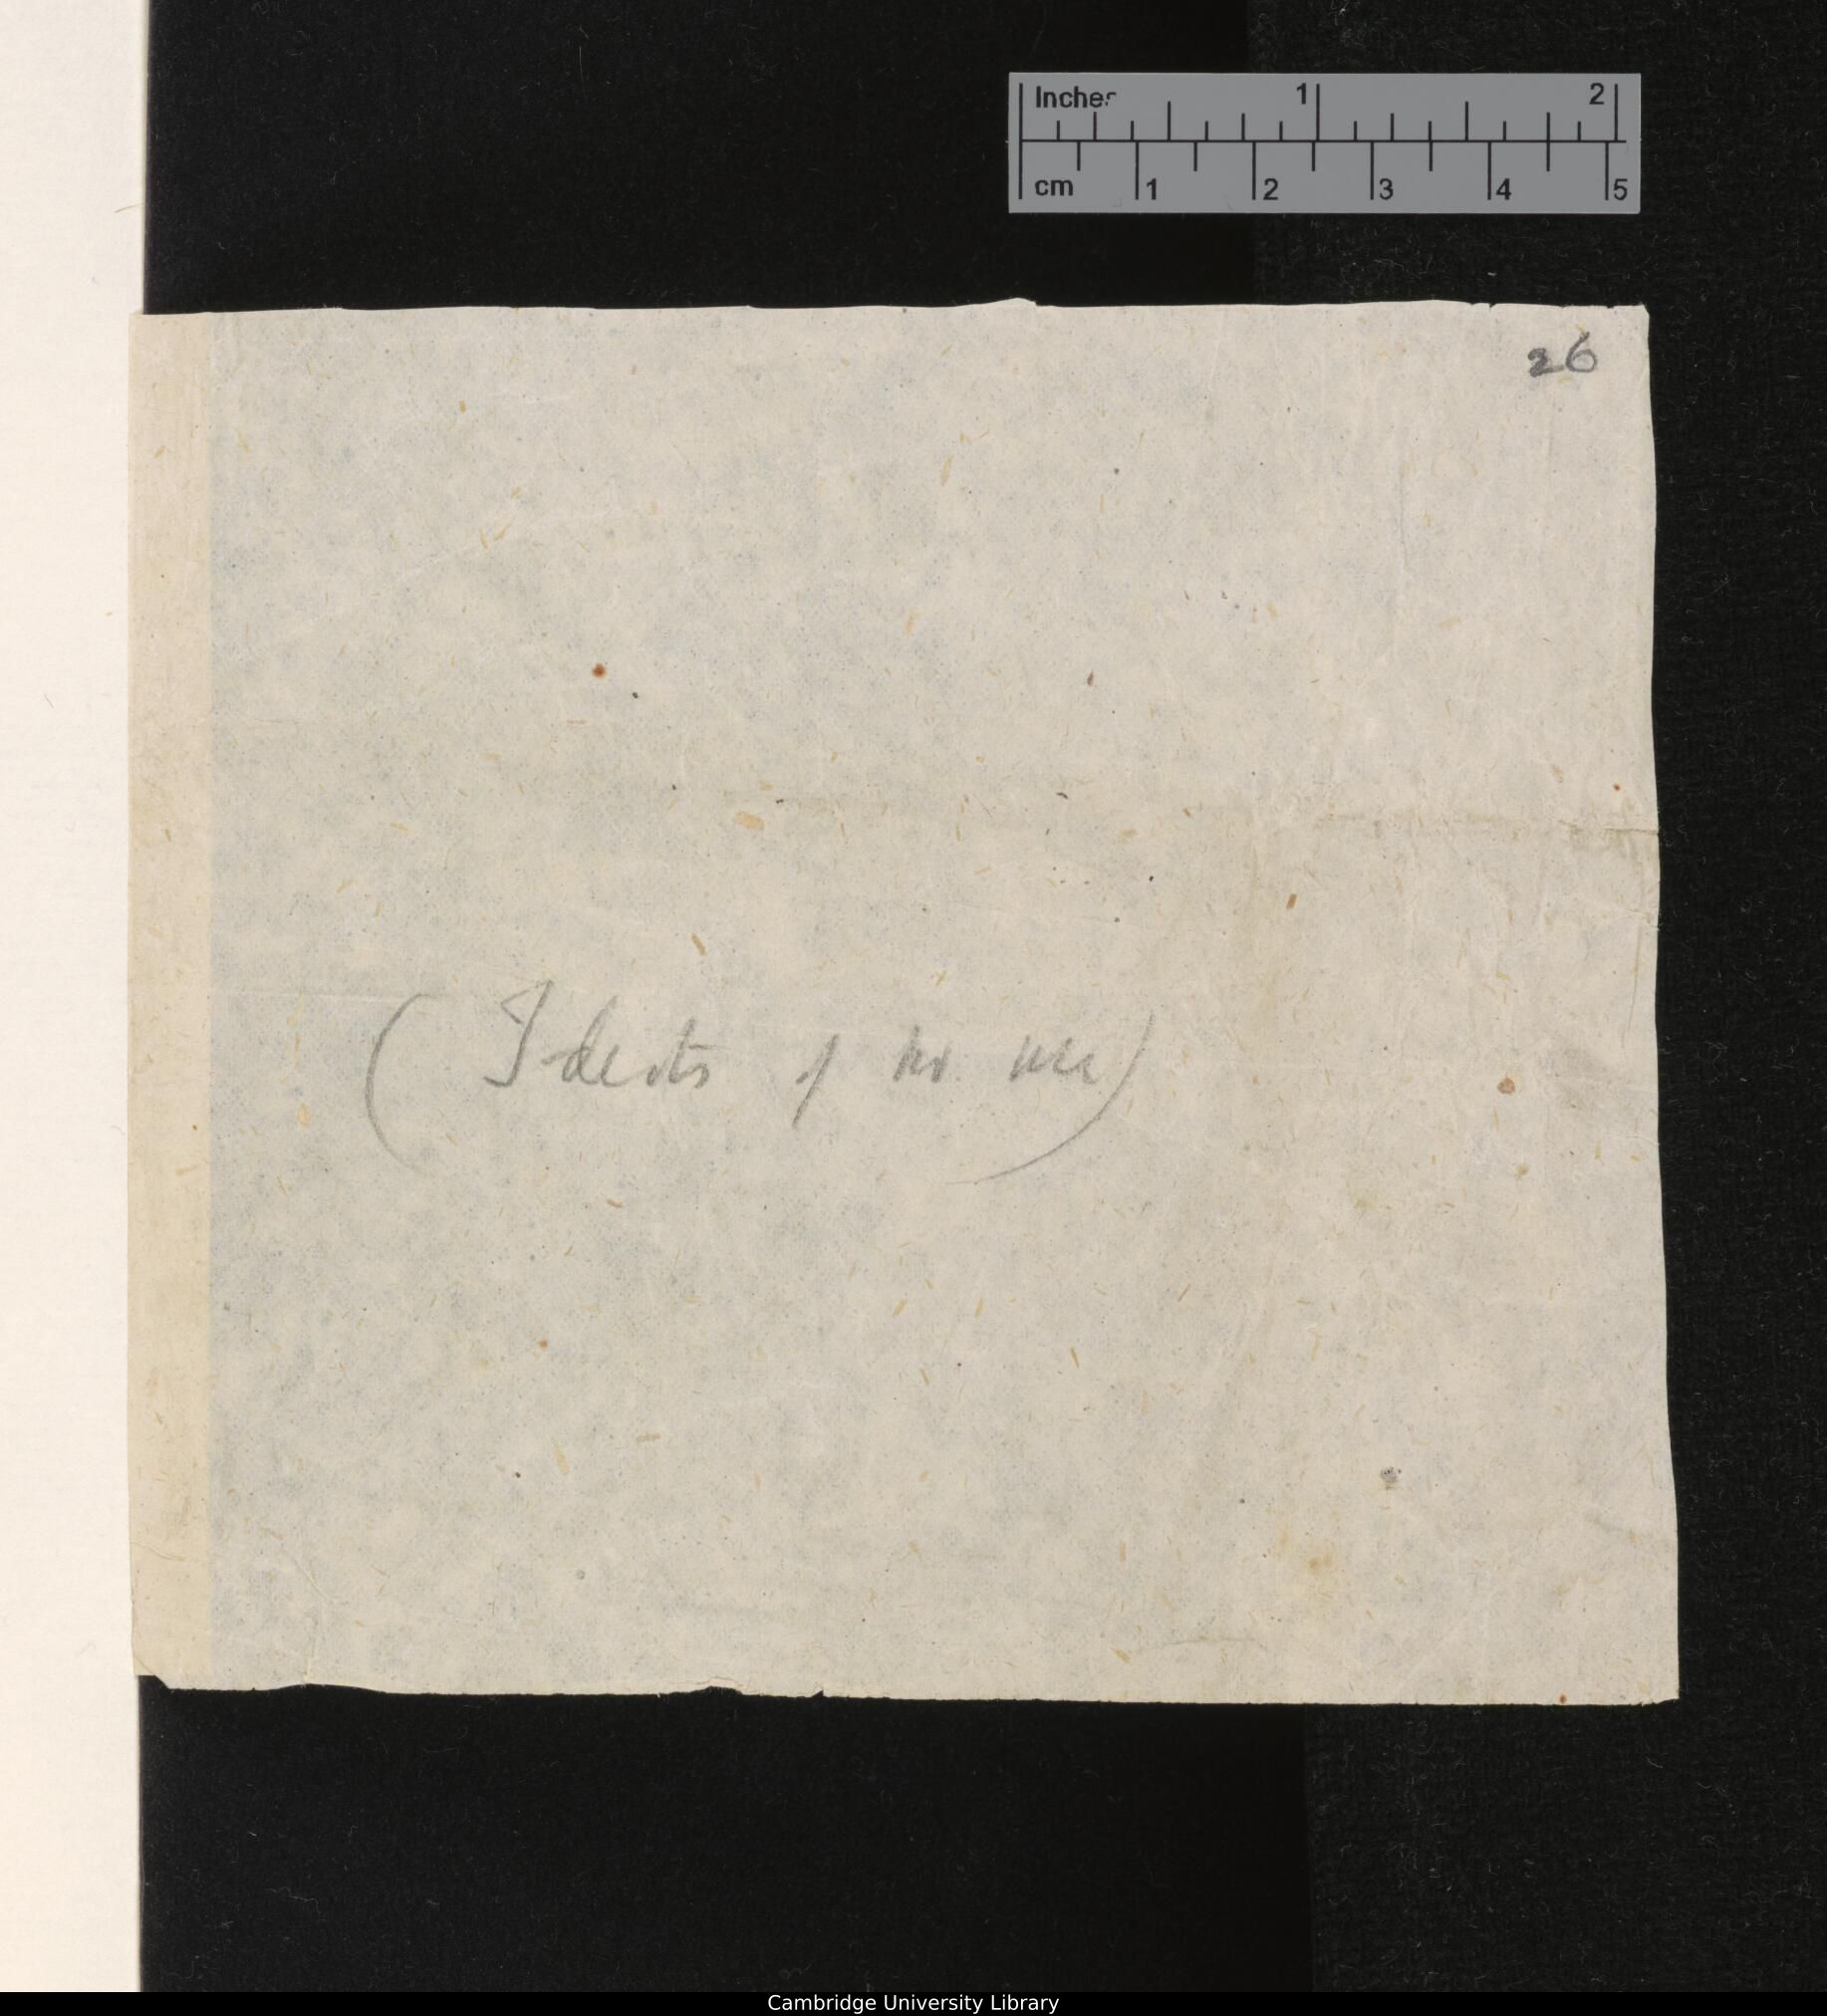 Inches 1 2
cm 1 2 3 4 5
26
( of no use)
Cambridge University Library